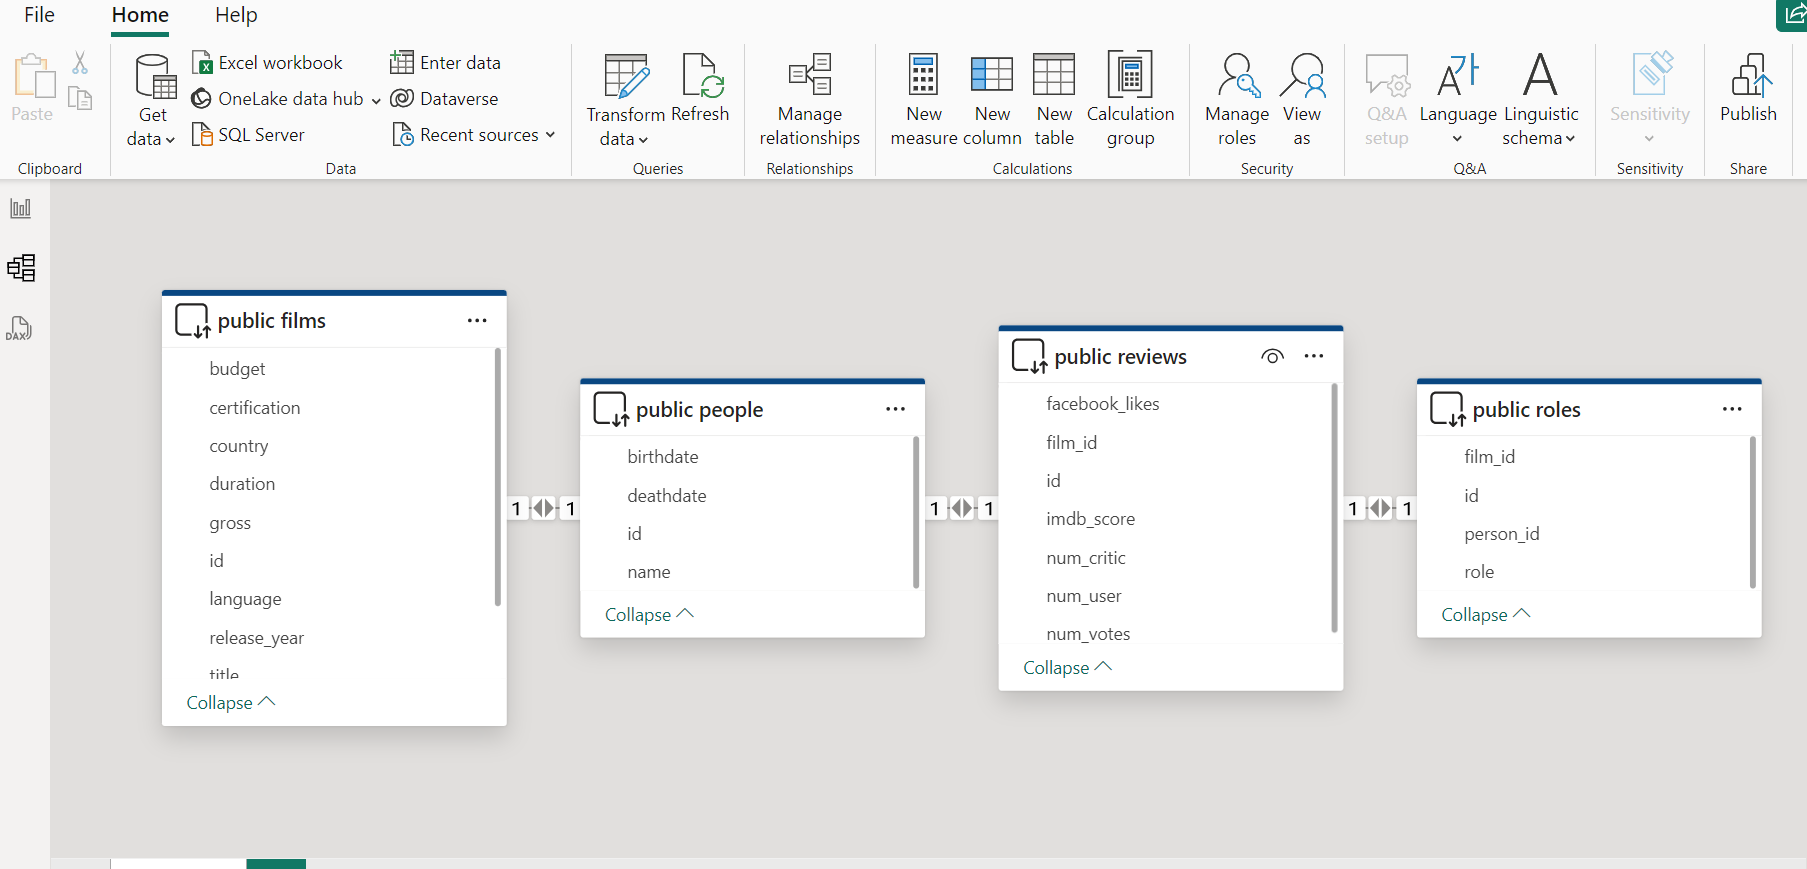 File Home Help
Paste
Clipboard
Get data
Excel workbook
OneLake data hub
SQL Server
Enter data
Dataverse
Recent sources
Data
Transform data
Refresh
Queries
Manage relationships
Relationships
New measure
New column
New table
Calculation group
Calculations
Manage roles
View as
Security
Q&A setup
Language
Linguistic schema
Q&A
Sensitivity
Sensitivity
Publish
Share
DAX
public films
budget
certification
country
duration
gross
id
language
release_year
title
Collapse
1 1
public people
birthdate
deathdate
id
name
Collapse
1 1
public reviews
facebook_likes
film_id
id
imdb_score
num_critic
num_user
num_votes
Collapse
1 1
public roles
film_id
id
person_id
role
Collapse